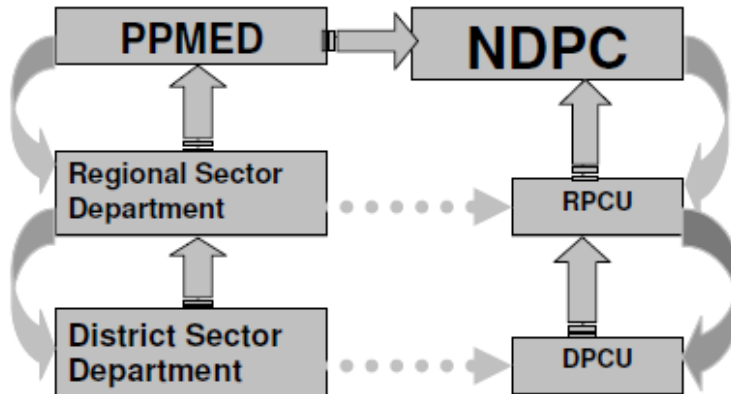 PPMED
NDPC
Regional Sector
Department
RPCU
District Sector
Department
DPCU